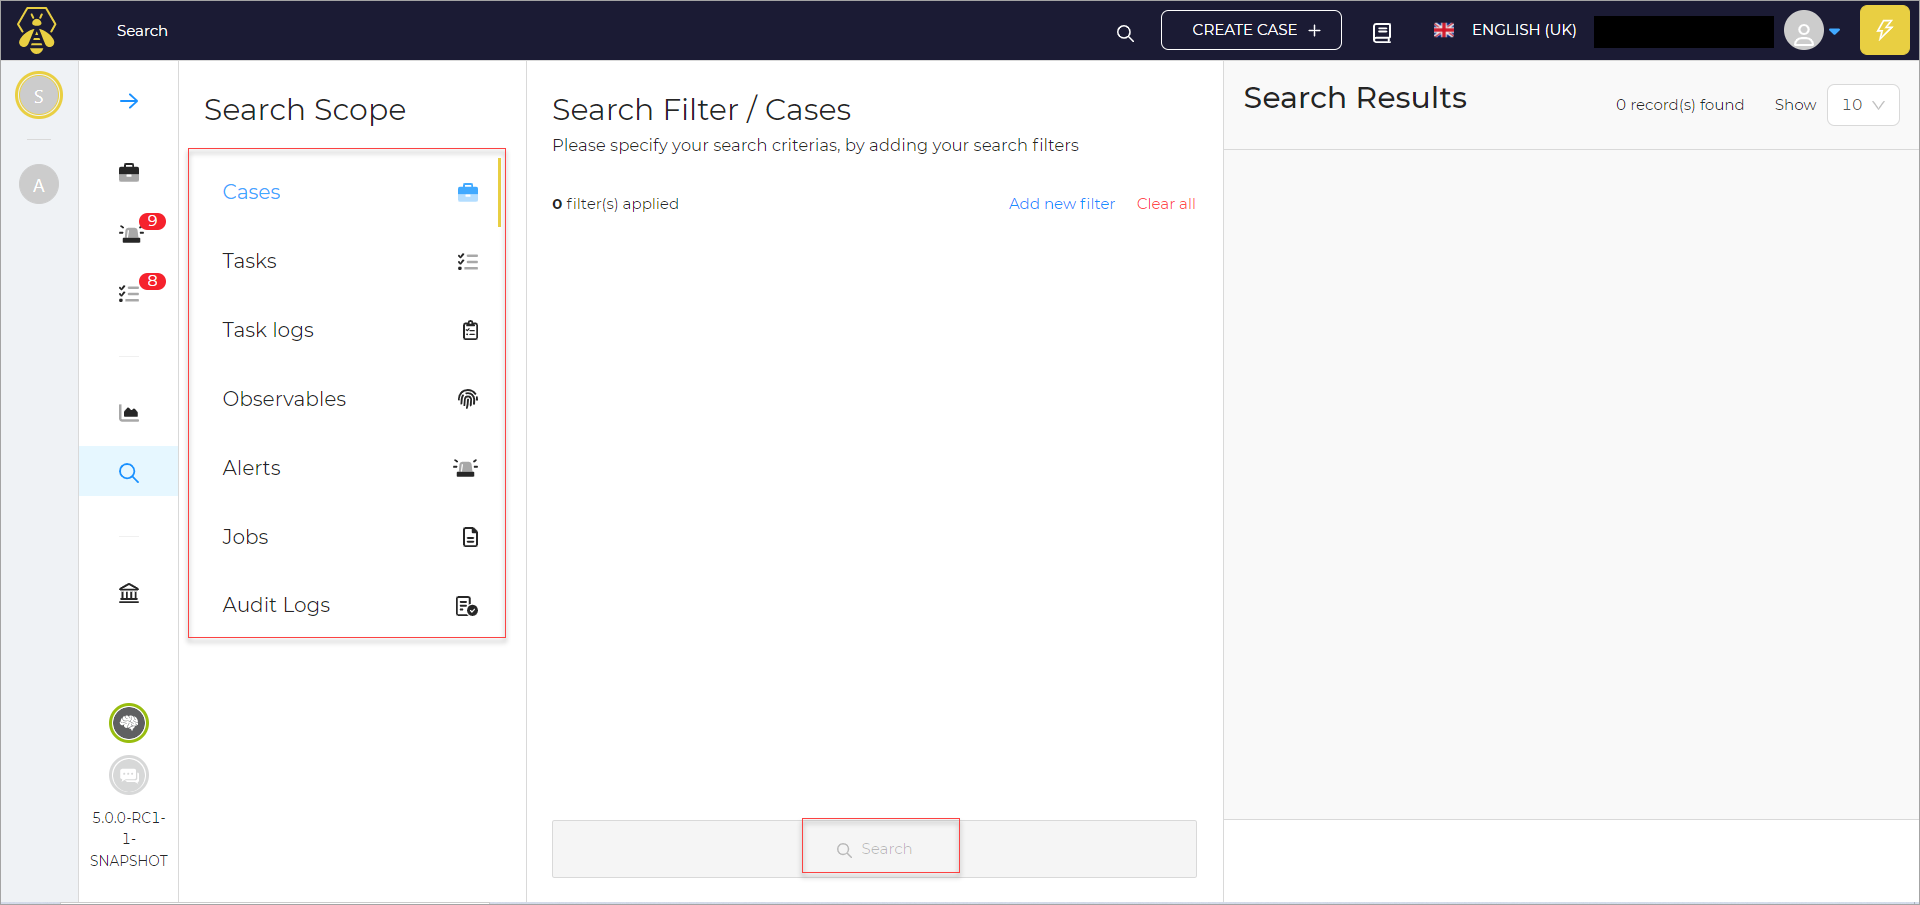 Search
CREATE CASE +
ENGLISH (UK)
S
A
9
8
5.0.0-RC1-
1-
SNAPSHOT
Search Scope
Cases
Tasks
Task logs
Observables
Alerts
Jobs
Audit Logs
Search Filter / Cases
Please specify your search criterias, by adding your search filters
0 filter(s) applied
Add new filter
Clear all
Search
Search Results
0 record(s) found
Show
10